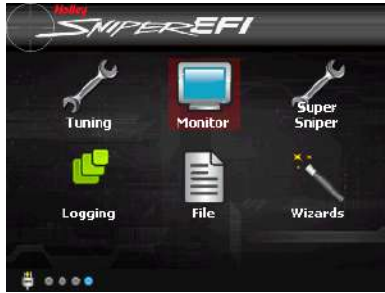 Holley
SNIPER EFI
Tuning
Monitor
Super
Sniper
Logging
File
Wizards